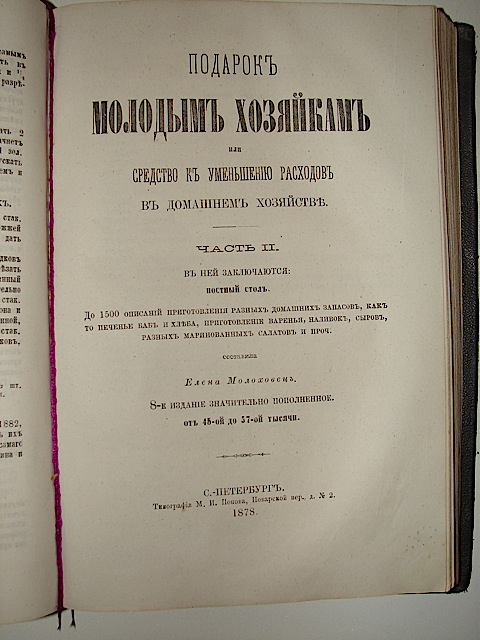 ПОДАРОКЪ
МОЛОДЫМЪ ХОЗЯЙКАМЪ
или
СРЕДСТВО КЪ УМЕНЬШЕНІЮ РАСХОДОВЪ
ВЪ ДОМАШНЕМЪ ХОЗЯЙСТВѢ.
ЧАСТЬ II.
ВЪ НЕЙ ЗАКЛЮЧАЮТСЯ:
постный столъ.
До 1500 описаній приготовленія разныхъ домашнихъ запасовъ, какъ
то печенье бабъ и хлѣба, приготовленія варенья, наливокъ, сыровъ,
разныхъ маринованныхъ салатовъ и проч.
составила
Елена Молоховецъ.
8-е изданіе значительно пополненное.
отъ 48-ой до 57-ой тысячи.
С.-ПЕТЕРБУРГЪ.
Типографія М. И. Попова, Поварской пер., д. № 2.
1878.